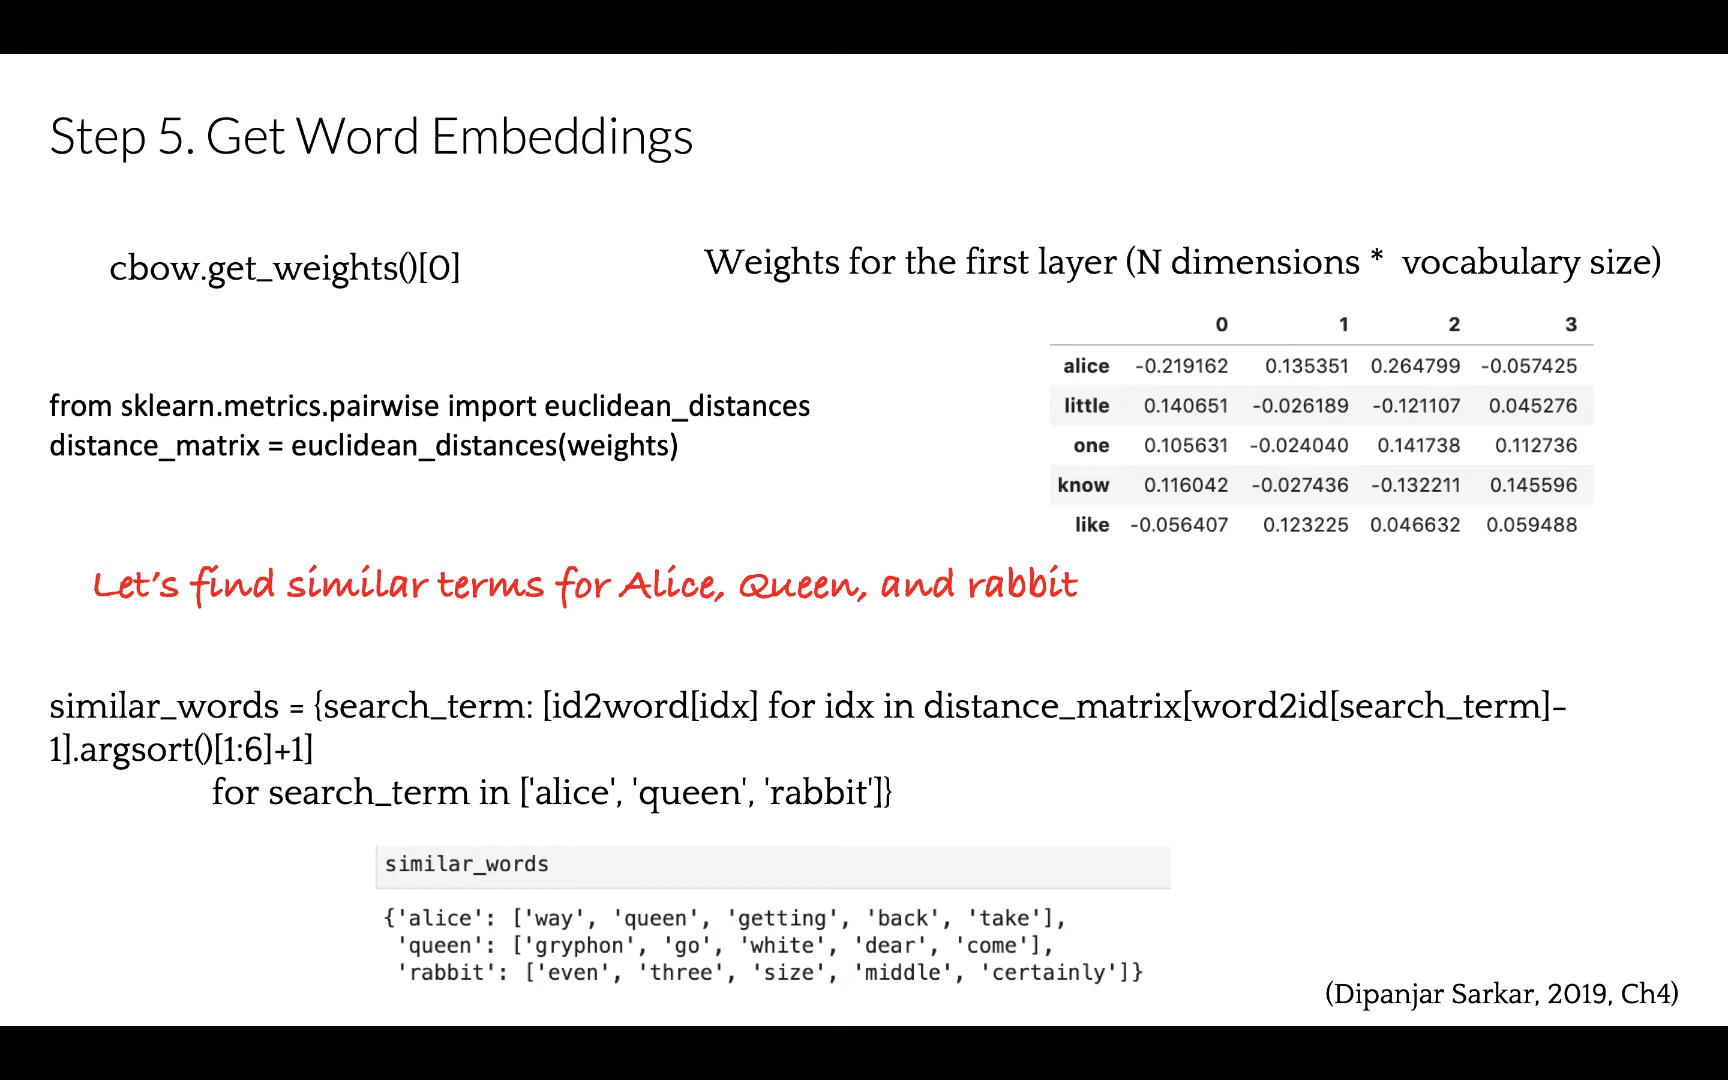 Step 5. Get Word Embeddings
cbow.get_weights()[0]
Weights for the first layer (N dimensions * vocabulary size)
0 1 2 3
alice -0.219162 0.135351 0.264799 -0.057425
little 0.140651 -0.026189 -0.121107 0.045276
one 0.105631 -0.024040 0.141738 0.112736
know 0.116042 -0.027436 -0.132211 0.145596
like -0.056407 0.123225 0.046632 0.059488
from sklearn.metrics.pairwise import euclidean_distances
distance_matrix = euclidean_distances(weights)
Let's find similar terms for Alice, Queen, and rabbit
similar_words = {search_term: [id2word[idx] for idx in distance_matrix[word2id[search_term]-
1].argsort()[1:6]+1]
for search_term in ['alice', 'queen', 'rabbit']}
similar_words
{'alice': ['way', 'queen', 'getting', 'back', 'take'],
'queen': ['gryphon', 'go', 'white', 'dear', 'come'],
'rabbit': ['even', 'three', 'size', 'middle', 'certainly']}
(Dipanjar Sarkar, 2019, Ch4)